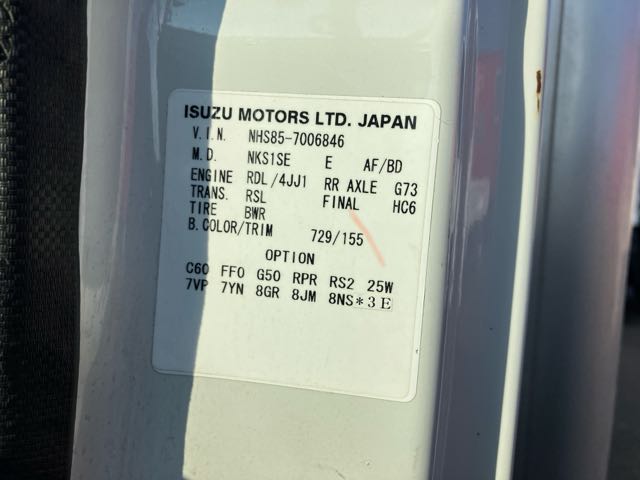 ISUZU MOTORS LTD. JAPAN
V.I.N. NHS85-7006846
M.D. NKS1SE E AF/BD
ENGINE RDL/4JJ1 RR AXLE G73
TRANS. RSL FINAL HC6
TIRE BWR
B.COLOR/TRIM 729/155
OPTION
C60 FF0 G50 RPR RS2 25W
7VP 7YN 8GR 8JM 8NS*3E